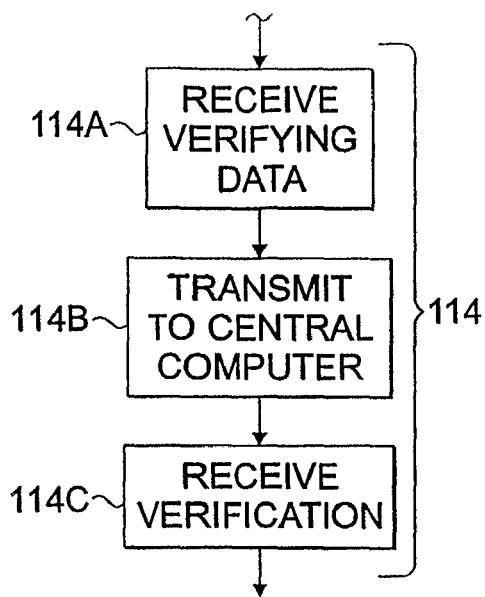 114A
RECEIVE
VERIFYING
DATA
114B
TRANSMIT
TO CENTRAL
COMPUTER
114
114C
RECEIVE
VERIFICATION